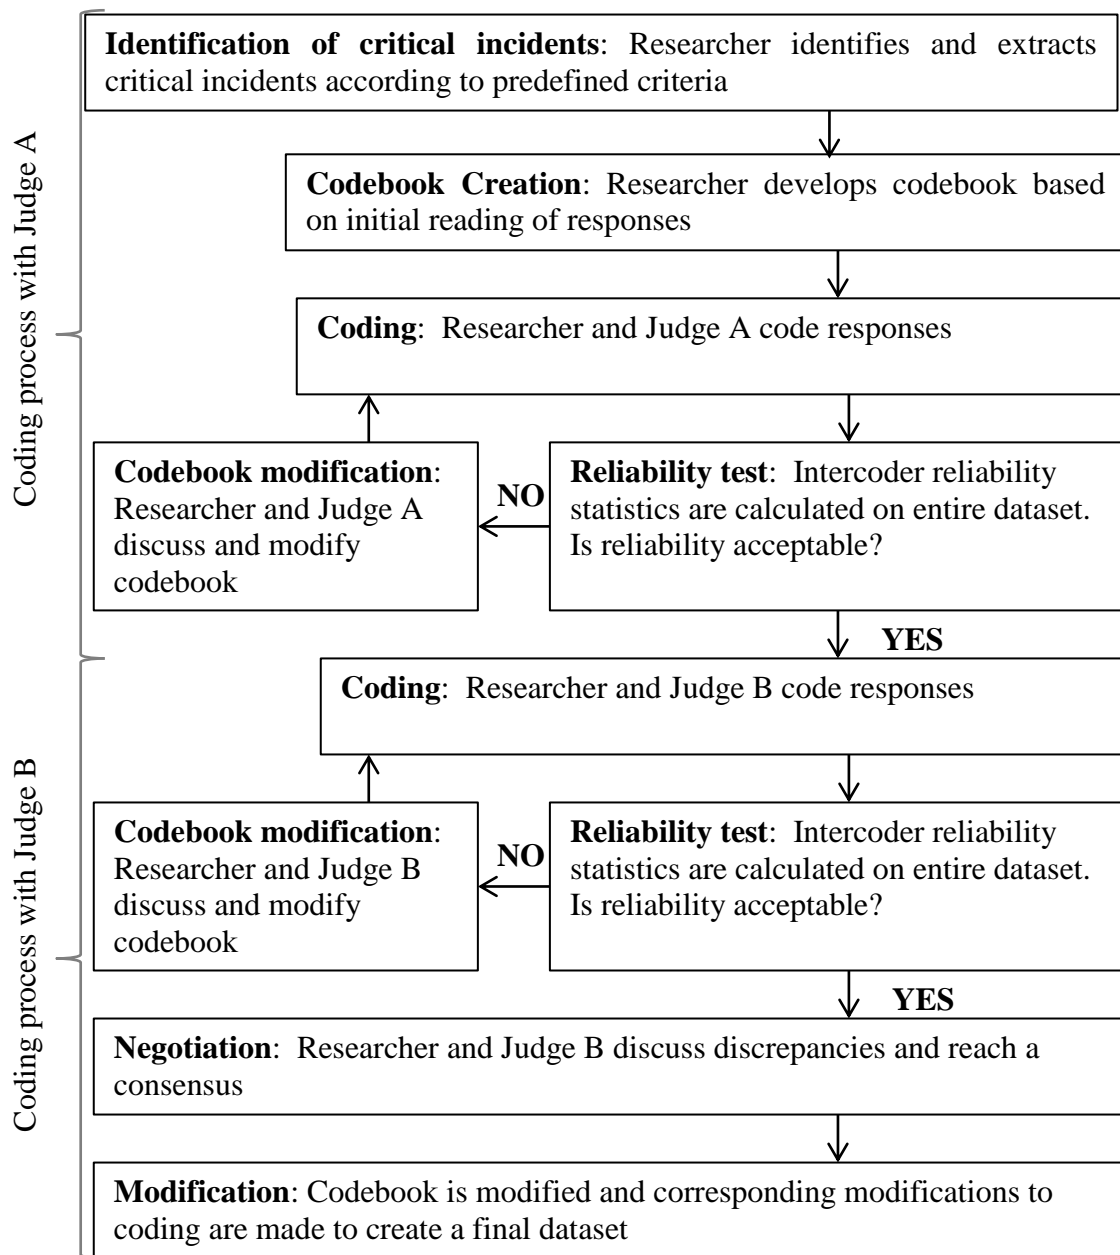 Identification of critical incidents: Researcher identifies and extracts
critical incidents according to predefined criteria
Codebook Creation: Researcher develops codebook based
on initial reading of responses
Coding: Researcher and Judge A code responses
Codebook modification:
Researcher and Judge A
discuss and modify
codebook
NO
Reliability test: Intercoder reliability
statistics are calculated on entire dataset.
Is reliability acceptable?
YES
Coding process with Judge A
Coding: Researcher and Judge B code responses
Codebook modification:
Researcher and Judge B
discuss and modify
codebook
NO
Reliability test: Intercoder reliability
statistics are calculated on entire dataset.
Is reliability acceptable?
YES
Negotiation: Researcher and Judge B discuss discrepancies and reach a
consensus
Modification: Codebook is modified and corresponding modifications to
coding are made to create a final dataset
Coding process with Judge B